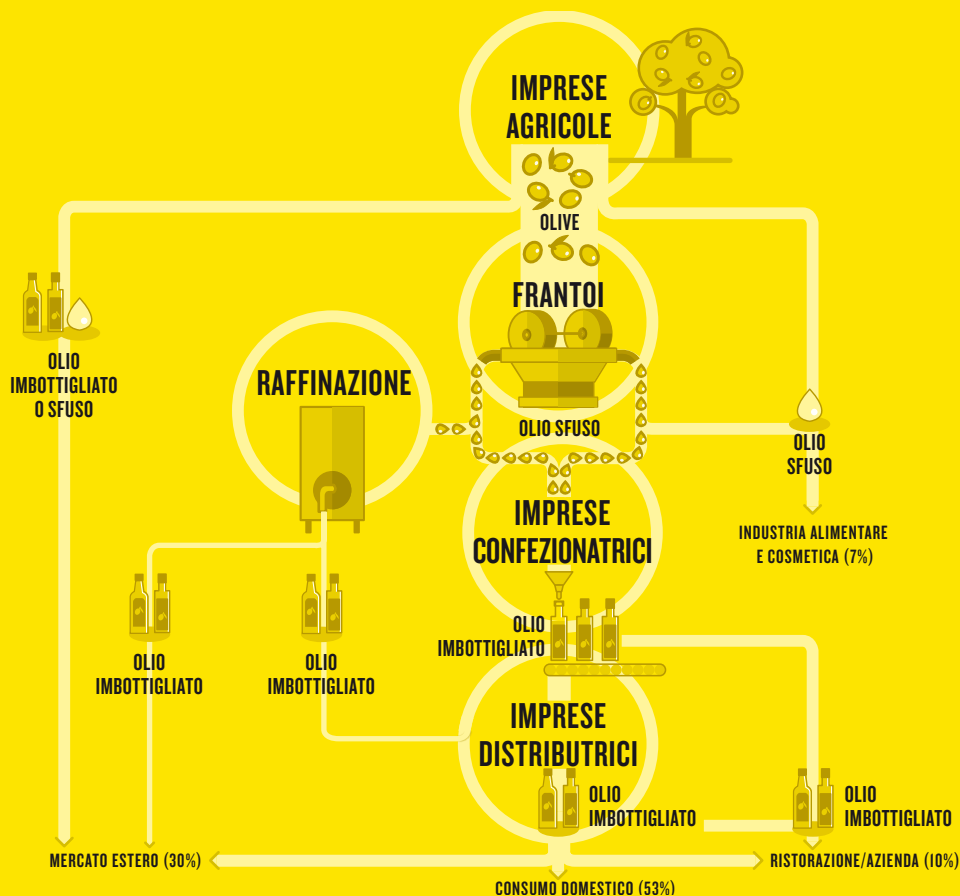 IMPRESE
AGRICOLE
OLIVE
FRANTOI
OLIO
IMBOTTIGLIATO
O SFUSO
RAFFINAZIONE
OLIO SFUSO
OLIO
SFUSO
IMPRESE
CONFEZIONATRICI
INDUSTRIA ALIMENTARE
E COSMETICA (7%)
OLIO
IMBOTTIGLIATO
OLIO
IMBOTTIGLIATO
OLIO
IMBOTTIGLIATO
IMPRESE
DISTRIBUTRICI
OLIO
IMBOTTIGLIATO
OLIO
IMBOTTIGLIATO
MERCATO ESTERO (30%)
RISTORAZIONE/AZIENDA (10%)
CONSUMO DOMESTICO (53%)